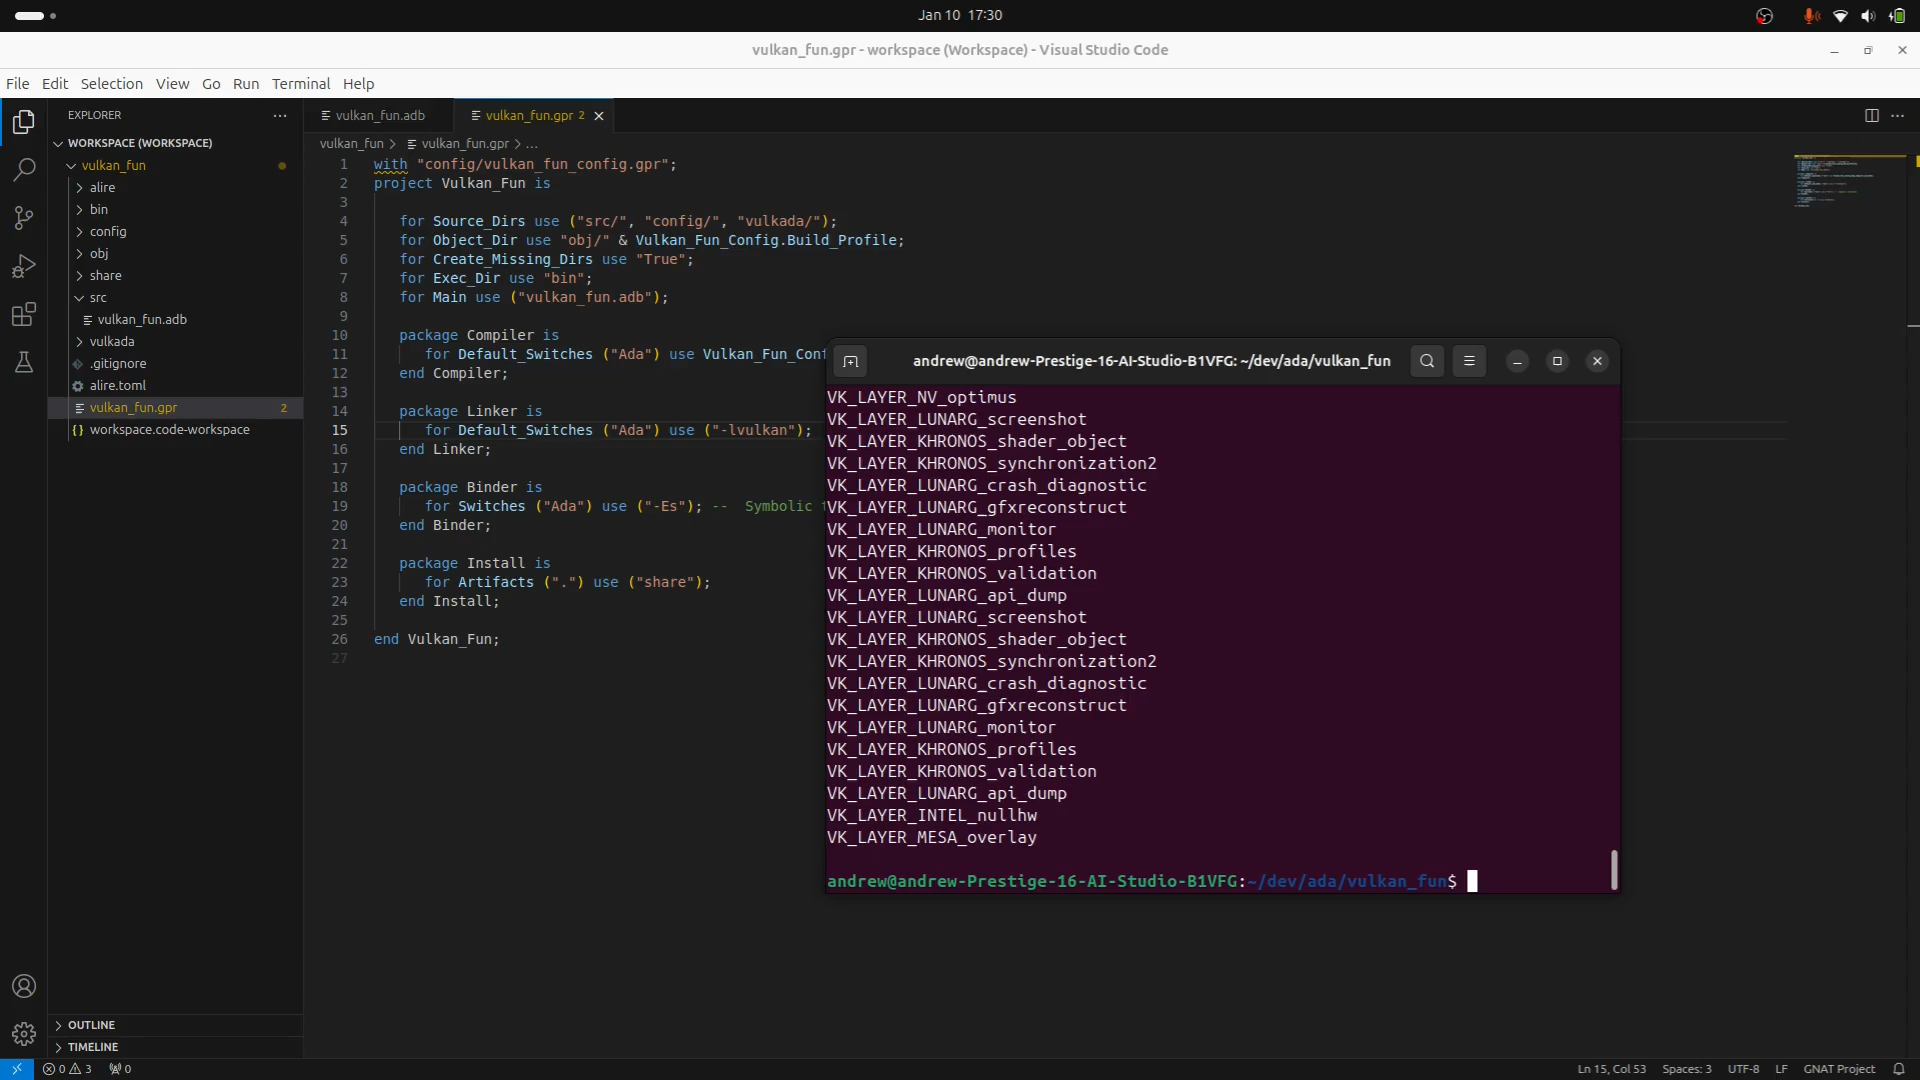 Jan 10 17:30
vulkan_fun.gpr - workspace (Workspace) - Visual Studio Code
File Edit Selection View Go Run Terminal Help
EXPLORER
WORKSPACE (WORKSPACE)
vulkan_fun
alire
bin
config
obj
share
src
vulkan_fun.adb
vulkada
.gitignore
alire.toml
vulkan_fun.gpr 2
workspace.code-workspace
OUTLINE
TIMELINE
vulkan_fun.adb
vulkan_fun.gpr 2
vulkan_fun > vulkan_fun.gpr > ...
1 with "config/vulkan_fun_config.gpr";
2 project Vulkan_Fun is
3
4 for Source_Dirs use ("src/", "config/", "vulkada/");
5 for Object_Dir use "obj/" & Vulkan_Fun_Config.Build_Profile;
6 for Create_Missing_Dirs use "True";
7 for Exec_Dir use "bin";
8 for Main use ("vulkan_fun.adb");
9
10 package Compiler is
11 for Default_Switches ("Ada") use Vulkan_Fun_Conf
12 end Compiler;
13
14 package Linker is
15 for Default_Switches ("Ada") use ("-lvulkan");
16 end Linker;
17
18 package Binder is
19 for Switches ("Ada") use ("-Es"); -- Symbolic
20 end Binder;
21
22 package Install is
23 for Artifacts (".") use ("share");
24 end Install;
25
26 end Vulkan_Fun;
27
andrew@andrew-Prestige-16-AI-Studio-B1VFG: ~/dev/ada/vulkan_fun
VK_LAYER_NV_optimus
VK_LAYER_LUNARG_screenshot
VK_LAYER_KHRONOS_shader_object
VK_LAYER_KHRONOS_synchronization2
VK_LAYER_LUNARG_crash_diagnostic
VK_LAYER_LUNARG_gfxreconstruct
VK_LAYER_LUNARG_monitor
VK_LAYER_KHRONOS_profiles
VK_LAYER_KHRONOS_validation
VK_LAYER_LUNARG_api_dump
VK_LAYER_LUNARG_screenshot
VK_LAYER_KHRONOS_shader_object
VK_LAYER_KHRONOS_synchronization2
VK_LAYER_LUNARG_crash_diagnostic
VK_LAYER_LUNARG_gfxreconstruct
VK_LAYER_LUNARG_monitor
VK_LAYER_KHRONOS_profiles
VK_LAYER_KHRONOS_validation
VK_LAYER_LUNARG_api_dump
VK_LAYER_INTEL_nullhw
VK_LAYER_MESA_overlay
andrew@andrew-Prestige-16-AI-Studio-B1VFG:~/dev/ada/vulkan_fun$
0 3 0 Ln 15, Col 53 Spaces: 3 UTF-8 LF GNAT Project